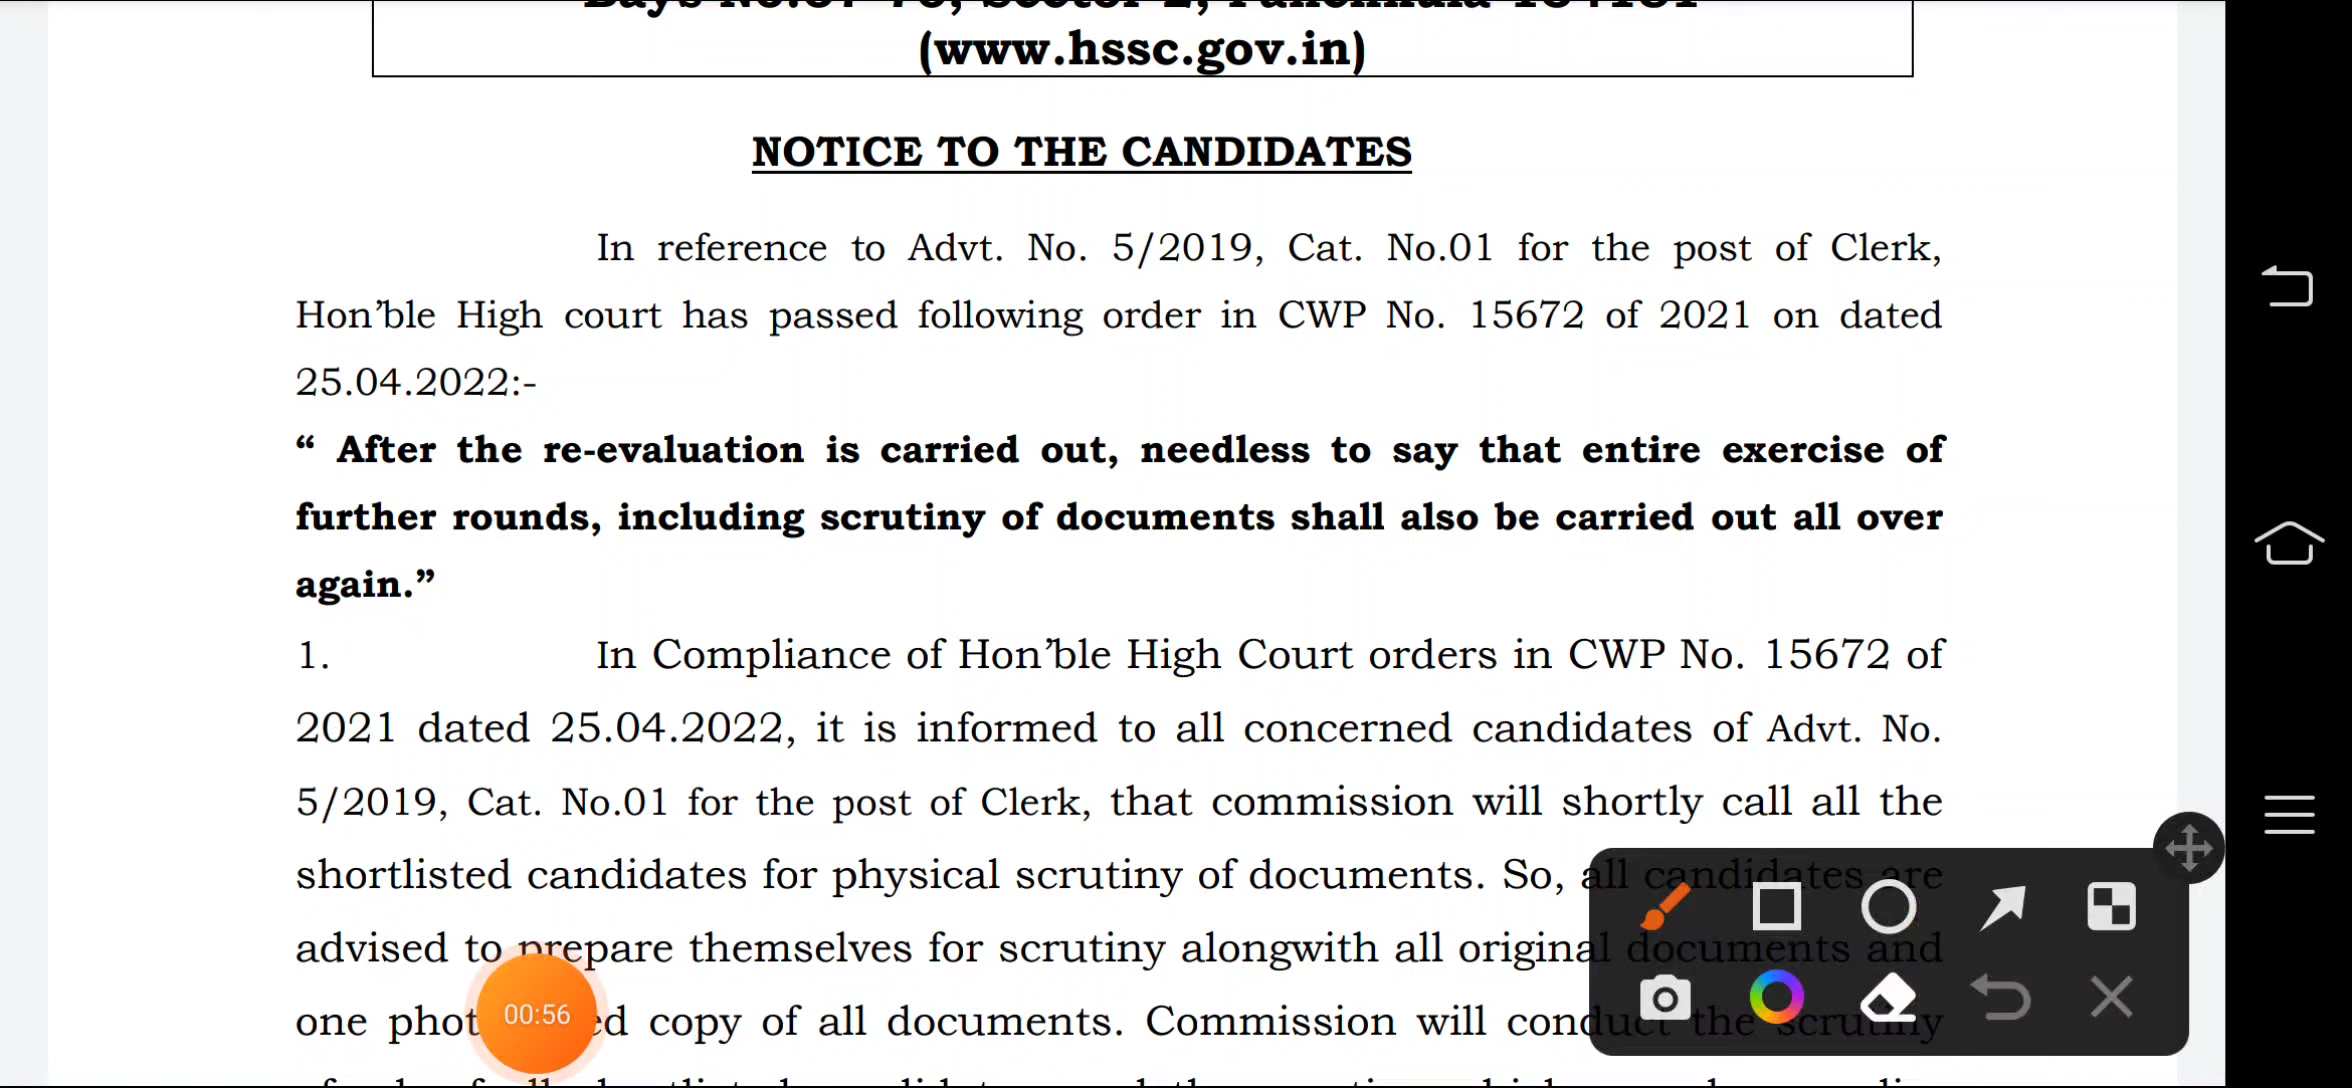 (www.hssc.gov.in)
NOTICE TO THE CANDIDATES
In reference to Advt. No. 5/2019, Cat. No.01 for the post of Clerk,
Hon’ble High court has passed following order in CWP No. 15672 of 2021 on dated
25.04.2022:-
“ After the re-evaluation is carried out, needless to say that entire exercise of
further rounds, including scrutiny of documents shall also be carried out all over
again.”
1. In Compliance of Hon’ble High Court orders in CWP No. 15672 of
2021 dated 25.04.2022, it is informed to all concerned candidates of Advt. No.
5/2019, Cat. No.01 for the post of Clerk, that commission will shortly call all the
shortlisted candidates for physical scrutiny of documents. So, all candidates are
advised to prepare themselves for scrutiny alongwith all original documents and
one copy of all documents. Commission will conduct the scrutiny
00:56